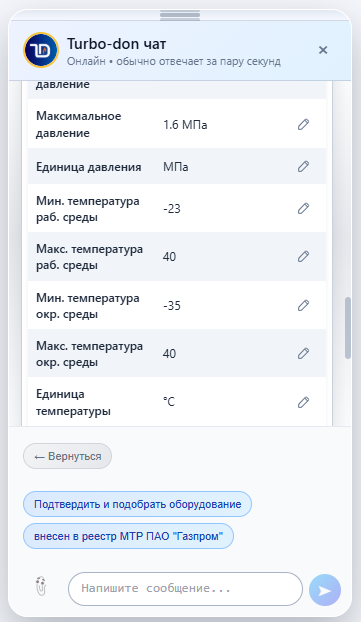 Turbo-don чат
Онлайн • обычно отвечает за пару секунд
давление
Максимальное
давление
1.6 МПа
Единица давления
МПа
Мин. температура
раб. среды
-23
Макс. температура
раб. среды
40
Мин. температура
окр. среды
-35
Макс. температура
окр. среды
40
Единица
температуры
°C
← Вернуться
Подтвердить и подобрать оборудование
внесен в реестр МТР ПАО "Газпром"
Напишите сообщение...